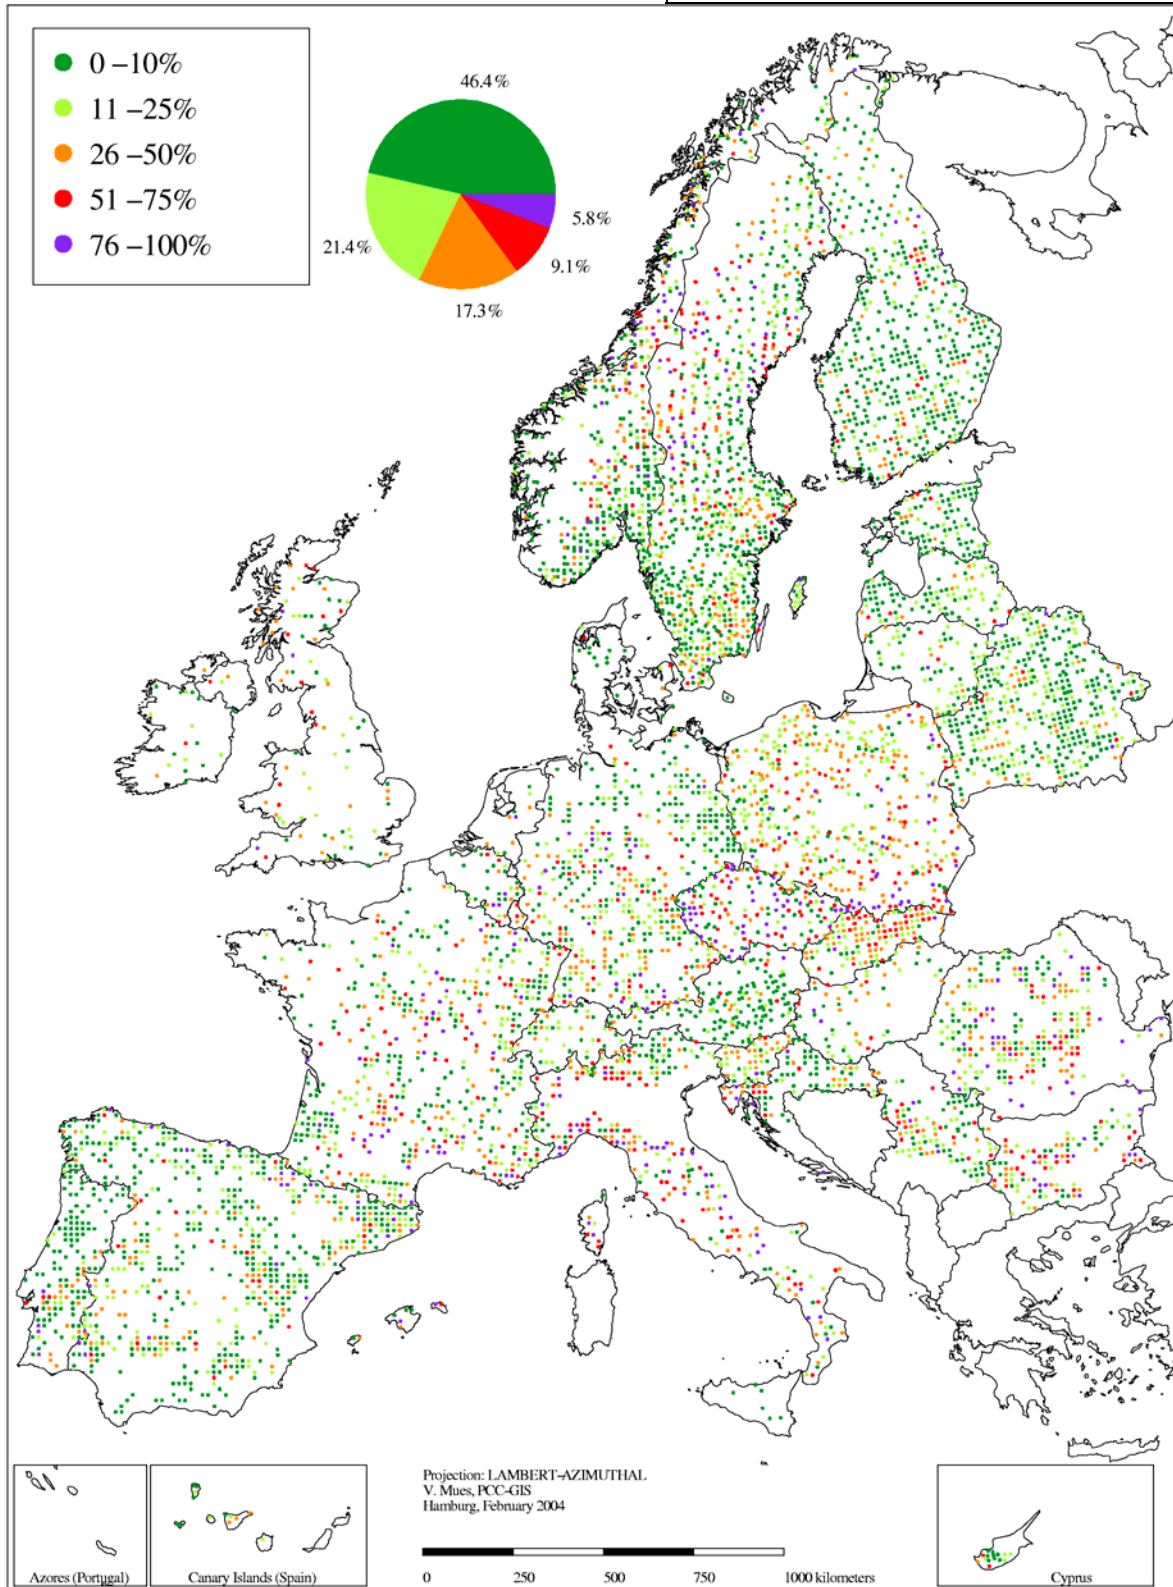 0 –10%
11 –25%
26 –50%
51 –75%
76 –100%
46.4%
5.8%
21.4%
9.1%
17.3%
Projection: LAMBERT-AZIMUTHAL
V. Mues, PCC-GIS
Hamburg, February 2004
0 250 500 750 1000 kilometers
Azores (Portugal)
Canary Islands (Spain)
Cyprus